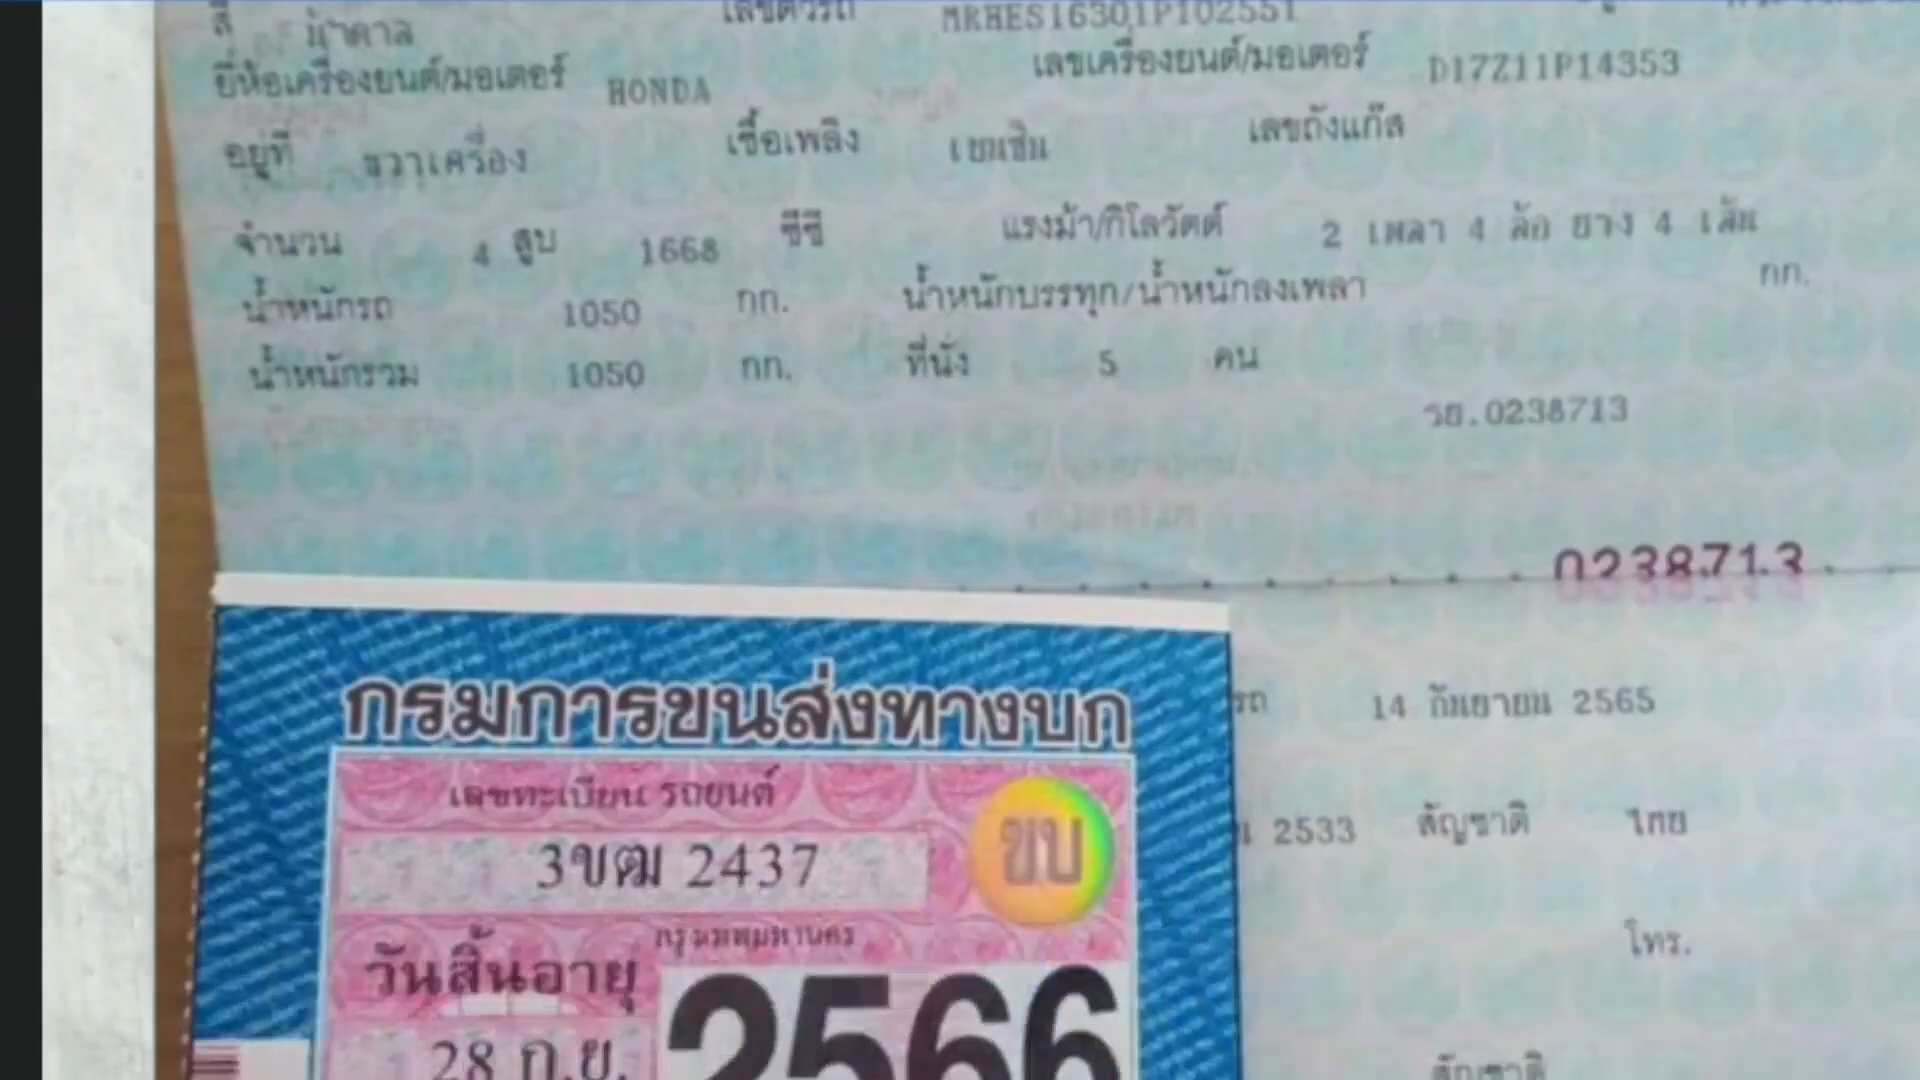 สี น้ำตาล เลขตัวรถ MRHES16301P102551
ยี่ห้อเครื่องยนต์/มอเตอร์ HONDA เลขเครื่องยนต์/มอเตอร์ D17Z11P14353
อยู่ที่ ขวาเครื่อง เชื้อเพลิง เบนซิน เลขถังแก๊ส
จำนวน 4 สูบ 1668 ซีซี แรงม้า/กิโลวัตต์ 2 เพลา 4 ล้อ ยาง 4 เส้น
น้ำหนักรถ 1050 กก. น้ำหนักบรรทุก/น้ำหนักลงเพลา กก.
น้ำหนักรวม 1050 กก. ที่นั่ง 5 คน
รย.0238713
0238713
รถ 14 กันยายน 2565
2533 สัญชาติ ไทย
โทร.
สัญชาติ
กรมการขนส่งทางบก
เลขทะเบียน รถยนต์
ขบ
3ขฒ 2437
กรุงเทพมหานคร
วันสิ้นอายุ
28 ก.ย. 2566